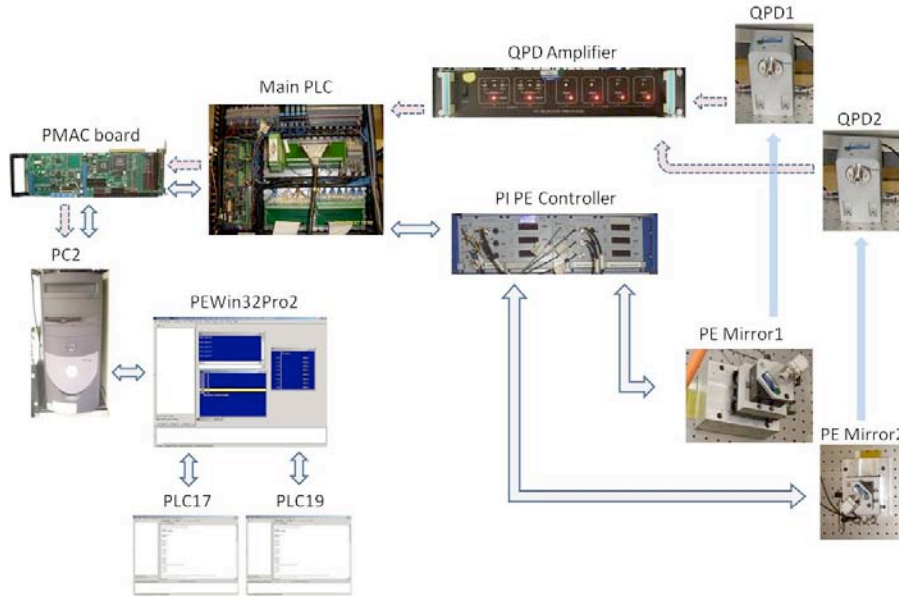 QPD1
QPD Amplifier
Main PLC
QPD2
PMAC board
PI PE Controller
PC2
PEWin32Pro2
PE Mirror1
PE Mirror2
PLC17
PLC19